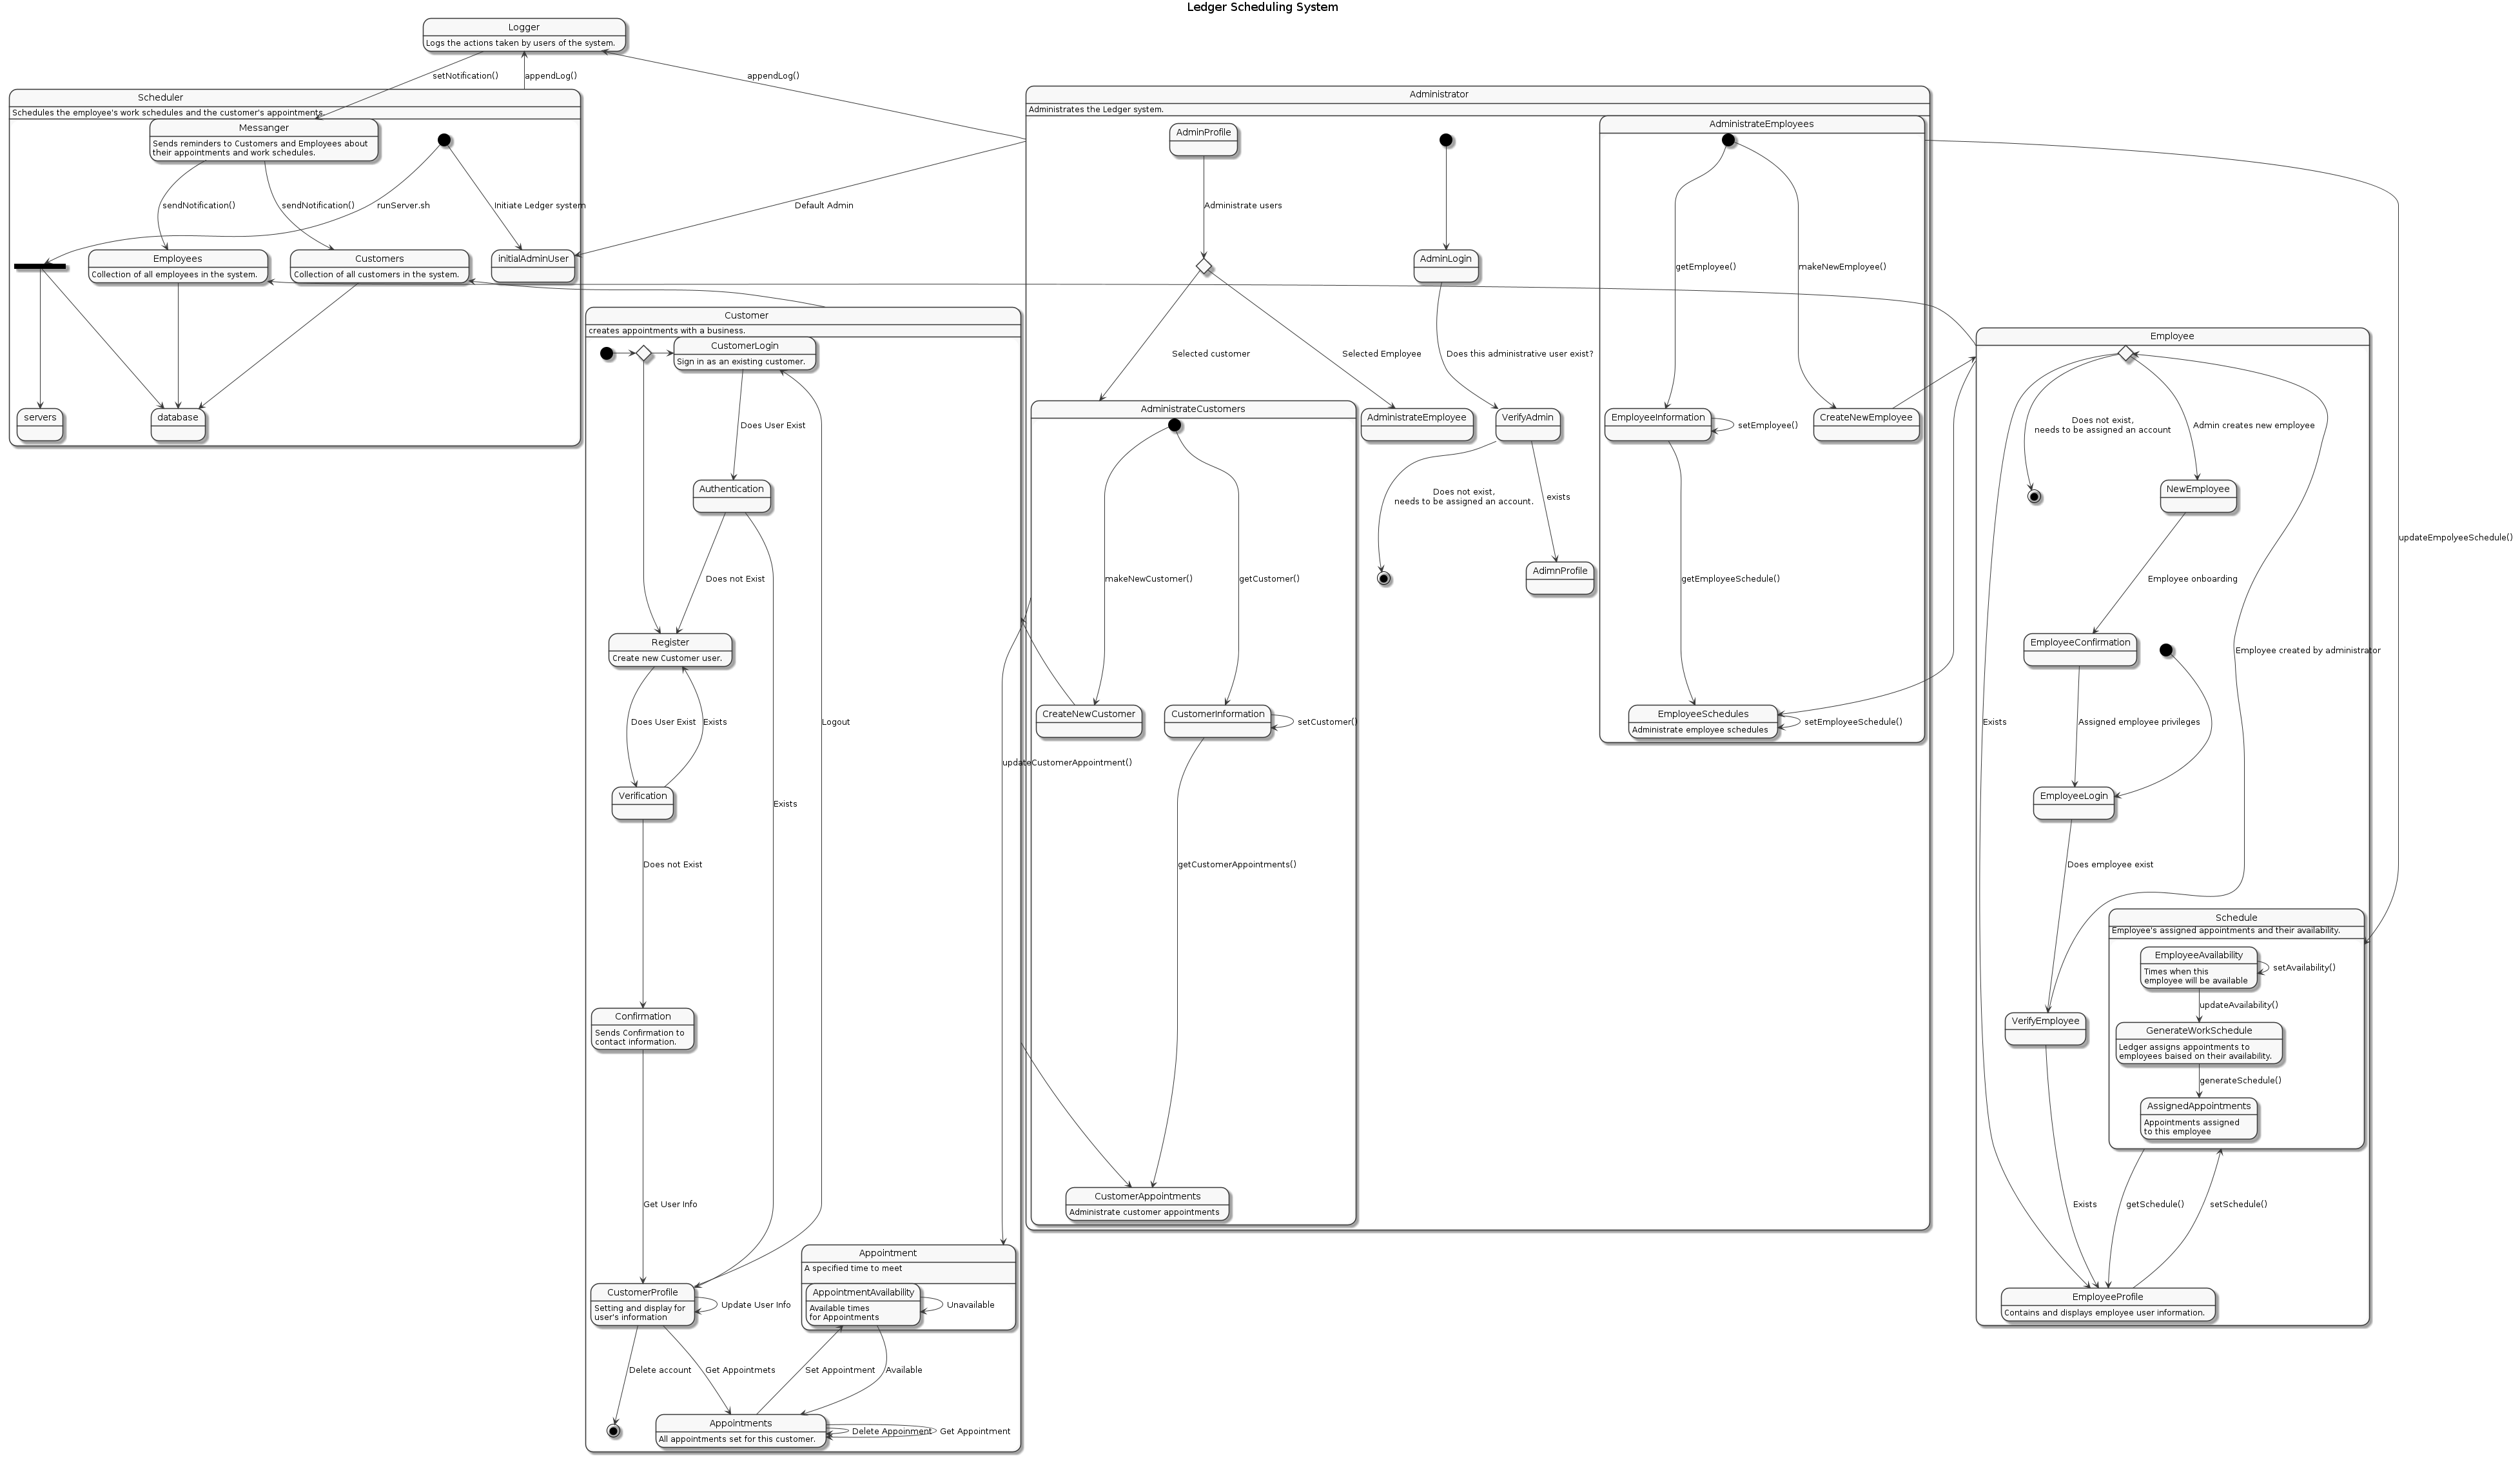 Ledger Scheduling System
Logger
Logs the actions taken by users of the system.
setNotification()
appendLog()
appendLog()
Scheduler
Schedules the employee's work schedules and the customer's appointments.
Messanger
Sends reminders to Customers and Employees about
their appointments and work schedules.
sendNotification()
sendNotification()
runServer.sh
Initiate Ledger system
Default Admin
Employees
Collection of all employees in the system.
Customers
Collection of all customers in the system.
initialAdminUser
servers
database
Administrator
Administrates the Ledger system.
AdminProfile
Administrate users
AdminLogin
Selected customer
Selected Employee
Does this administrative user exist?
AdministrateEmployee
VerifyAdmin
Does not exist,
needs to be assigned an account.
exists
AdimnProfile
AdministrateEmployees
getEmployee()
makeNewEmployee()
EmployeeInformation
setEmployee()
CreateNewEmployee
getEmployeeSchedule()
EmployeeSchedules
Administrate employee schedules
setEmployeeSchedule()
AdministrateCustomers
makeNewCustomer()
getCustomer()
CreateNewCustomer
CustomerInformation
setCustomer()
updateCustomerAppointment()
getCustomerAppointments()
CustomerAppointments
Administrate customer appointments
Customer
creates appointments with a business.
CustomerLogin
Sign in as an existing customer.
Does User Exist
Authentication
Does not Exist
Register
Create new Customer user.
Does User Exist
Exists
Logout
Verification
Exists
Does not Exist
Confirmation
Sends Confirmation to
contact information.
Get User Info
CustomerProfile
Setting and display for
user's information
Update User Info
Appointment
A specified time to meet
AppointmentAvailability
Available times
for Appointments
Unavailable
Delete account
Get Appointmets
Set Appointment
Available
Appointments
All appointments set for this customer.
Delete Appoinment
Get Appointment
Employee
Does not exist,
needs to be assigned an account
Admin creates new employee
NewEmployee
updateEmpolyeeSchedule()
Employee onboarding
EmployeeConfirmation
Employee created by administrator
Exists
Assigned employee privileges
EmployeeLogin
Does employee exist
VerifyEmployee
Schedule
Employee's assigned appointments and their availability.
EmployeeAvailability
Times when this
employee will be available
setAvailability()
updateAvailability()
GenerateWorkSchedule
Ledger assigns appointments to
employees baised on their availability.
generateSchedule()
AssignedAppointments
Appointments assigned
to this employee
Exists
getSchedule()
setSchedule()
EmployeeProfile
Contains and displays employee user information.